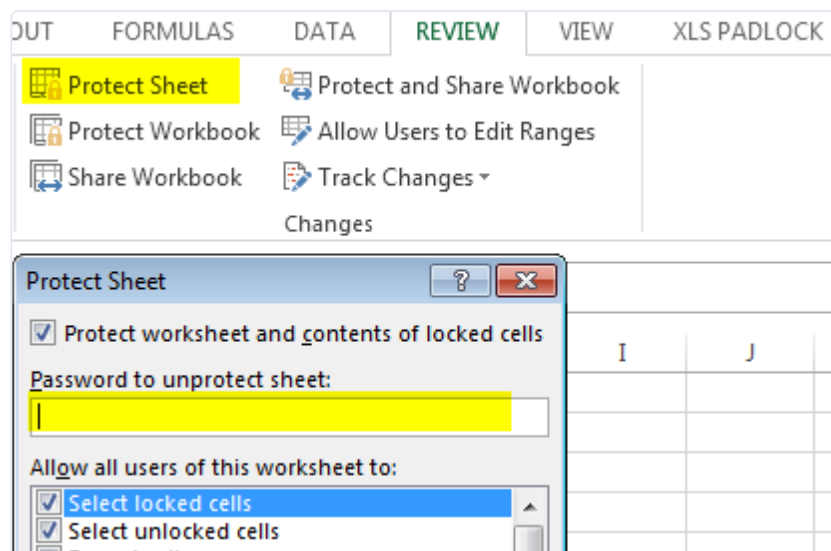 OUT FORMULAS DATA REVIEW VIEW XLS PADLOCK
Protect Sheet Protect and Share Workbook
Protect Workbook Allow Users to Edit Ranges
Share Workbook Track Changes
Changes
Protect Sheet ?
Protect worksheet and contents of locked cells
I J
Password to unprotect sheet:
Allow all users of this worksheet to:
Select locked cells
Select unlocked cells